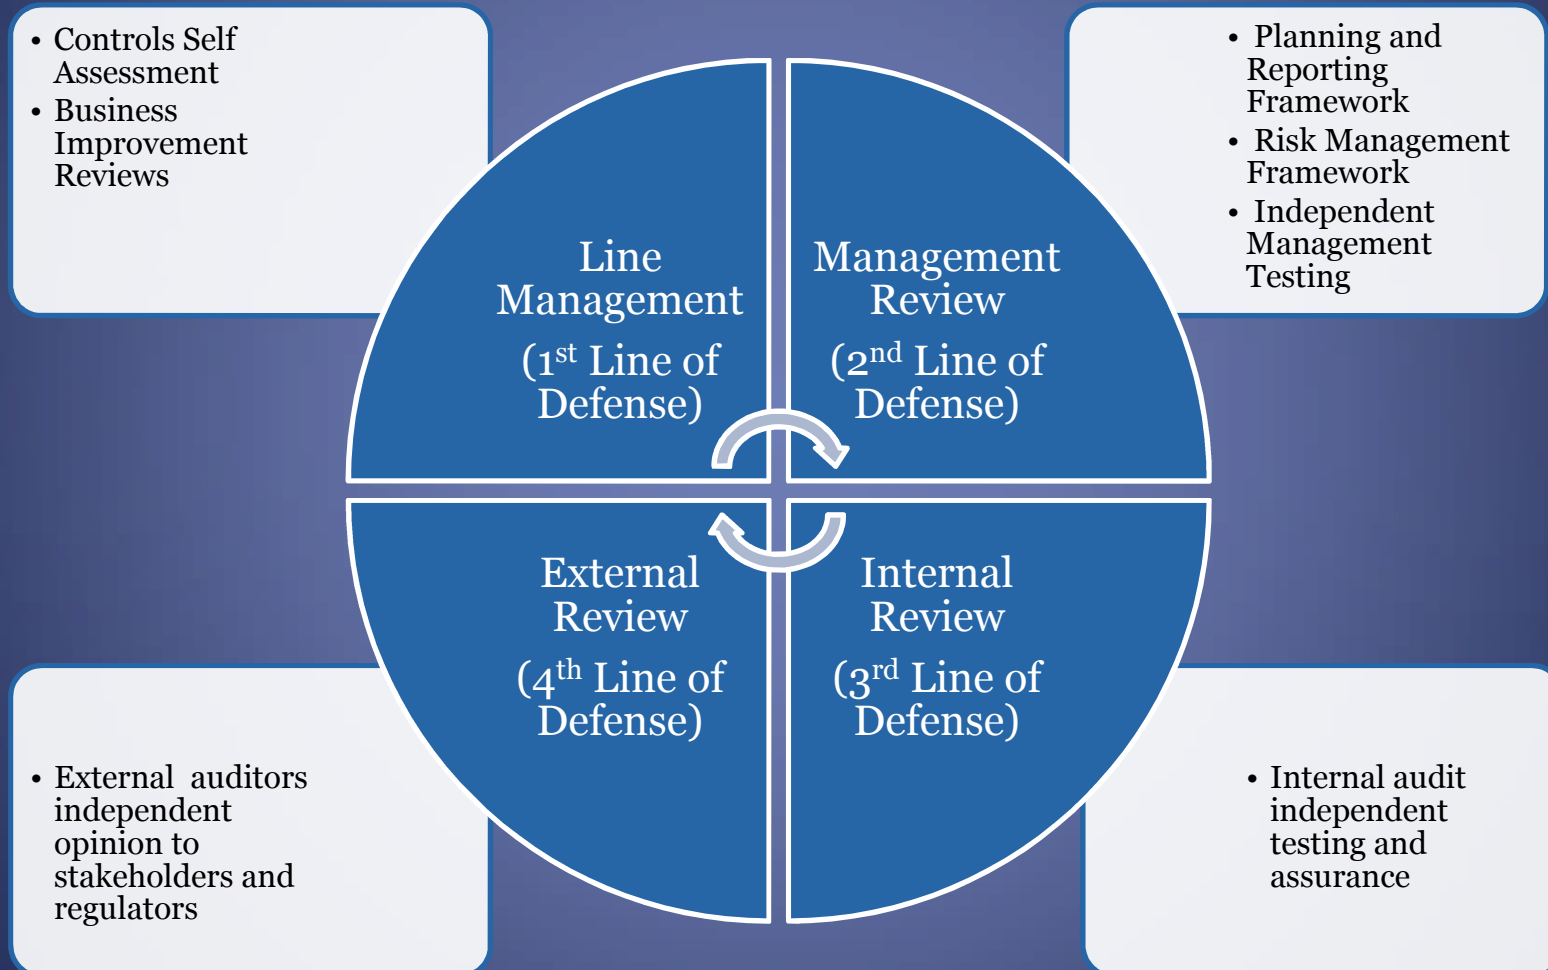 • Controls Self
Assessment
• Business
Improvement
Reviews
• Planning and
Reporting
Framework
• Risk Management
Framework
• Independent
Management
Testing
Line
Management
(1st Line of
Defense)
Management
Review
(2nd Line of
Defense)
External
Review
(4th Line of
Defense)
Internal
Review
(3rd Line of
Defense)
• External auditors
independent
opinion to
stakeholders and
regulators
• Internal audit
independent
testing and
assurance